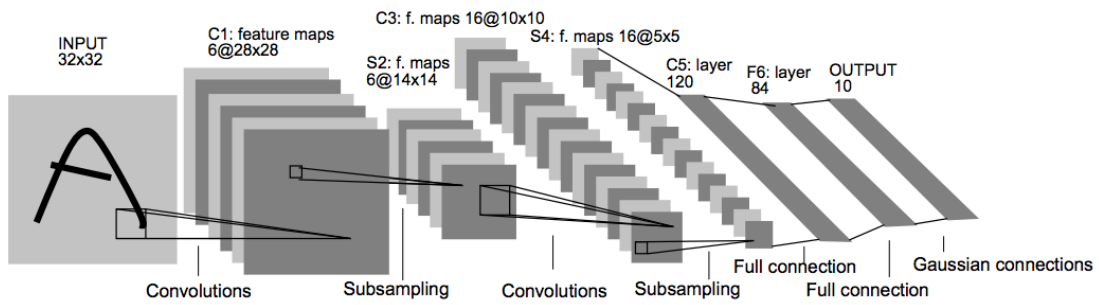 INPUT
32x32
C1: feature maps
6@28x28
S2: f. maps
6@14x14
C3: f. maps 16@10x10
S4: f. maps 16@5x5
C5: layer
120
F6: layer
84
OUTPUT
10
Convolutions
Subsampling
Convolutions
Subsampling
Full connection
Full connection
Gaussian connections